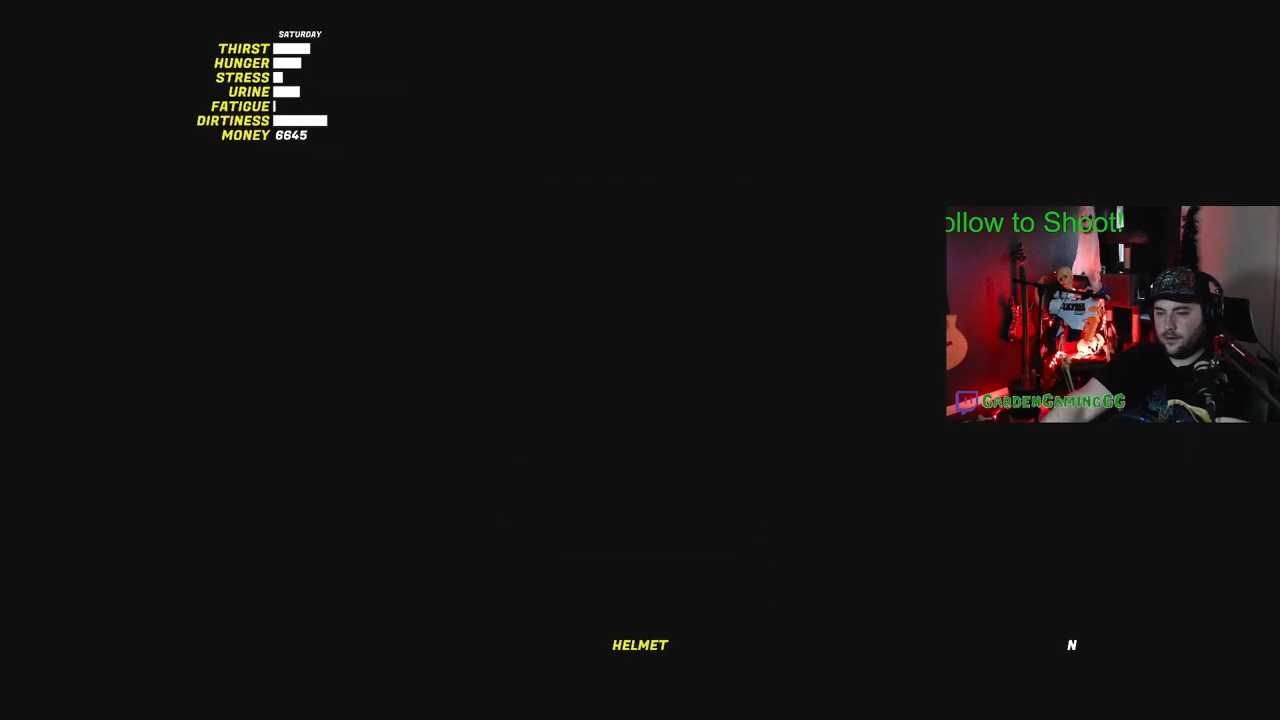 SATURDAY
THIRST
HUNGER
STRESS
URINE
FATIGUE
DIRTINESS
MONEY 6645
ollow to Shoot!
GardenGamingGG
HELMET
N